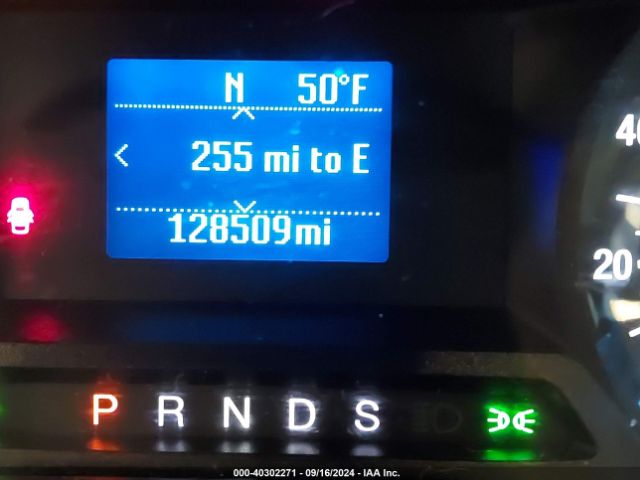 N 50°F
40
< 255 mi to E
128509mi
20
P R N D S
000-40302271 - 09/16/2024 - IAA Inc.